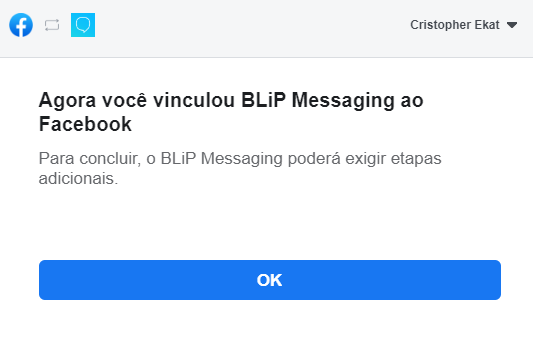 Cristopher Ekat
Agora você vinculou BLiP Messaging ao
Facebook
Para concluir, o BLiP Messaging poderá exigir etapas
adicionais.
OK